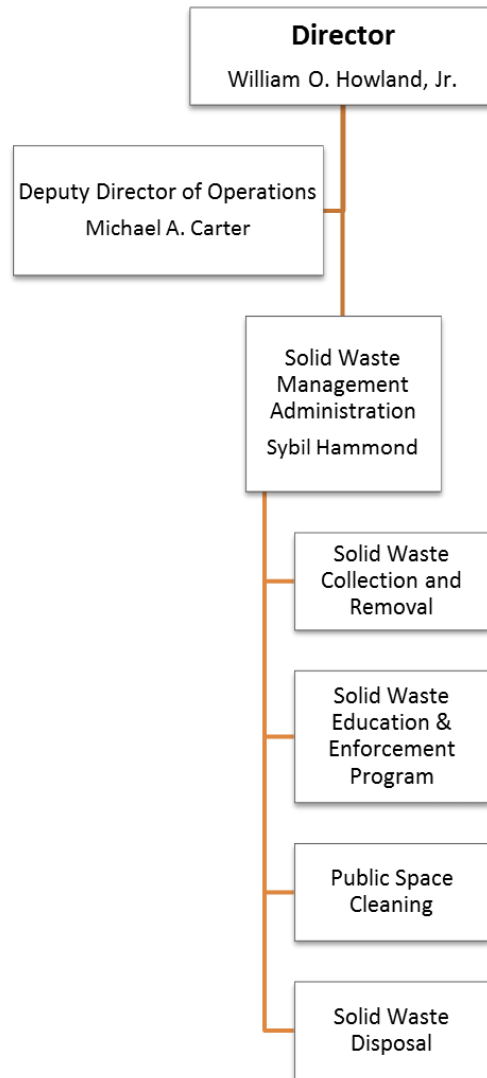 Director
William O. Howland, Jr.
Deputy Director of Operations
Michael A. Carter
Solid Waste
Management
Administration
Sybil Hammond
Solid Waste
Collection and
Removal
Solid Waste
Education &
Enforcement
Program
Public Space
Cleaning
Solid Waste
Disposal